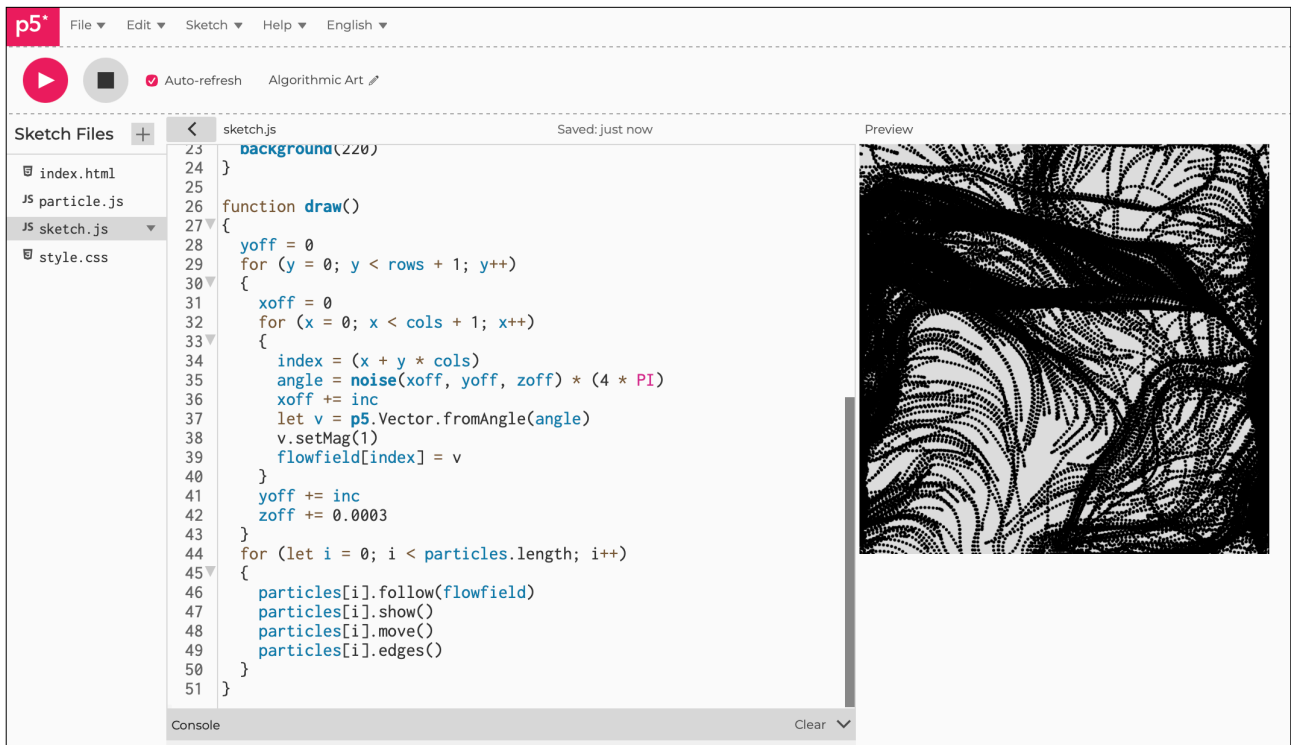 p5*
File Edit Sketch Help English
Auto-refresh Algorithmic Art
Sketch Files
index.html
JS particle.js
JS sketch.js
style.css
sketch.js Saved: just now
23 background(220)
24 }
25
26 function draw()
27 {
28 yoff = 0
29 for (y = 0; y < rows + 1; y++)
30 {
31 xoff = 0
32 for (x = 0; x < cols + 1; x++)
33 {
34 index = (x + y * cols)
35 angle = noise(xoff, yoff, zoff) * (4 * PI)
36 xoff += inc
37 let v = p5.Vector.fromAngle(angle)
38 v.setMag(1)
39 flowfield[index] = v
40 }
41 yoff += inc
42 zoff += 0.0003
43 }
44 for (let i = 0; i < particles.length; i++)
45 {
46 particles[i].follow(flowfield)
47 particles[i].show()
48 particles[i].move()
49 particles[i].edges()
50 }
51 }
Console Clear
Preview